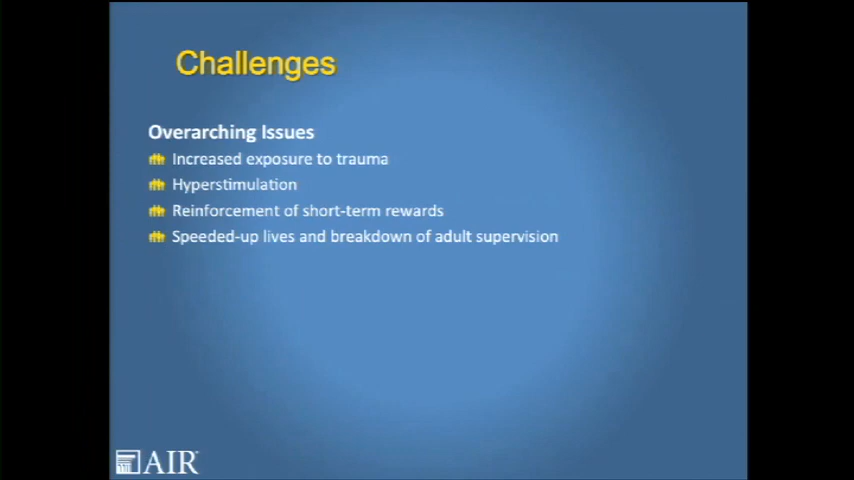 Challenges
Overarching Issues
Increased exposure to trauma
Hyperstimulation
Reinforcement of short-term rewards
Speeded-up lives and breakdown of adult supervision
AIR